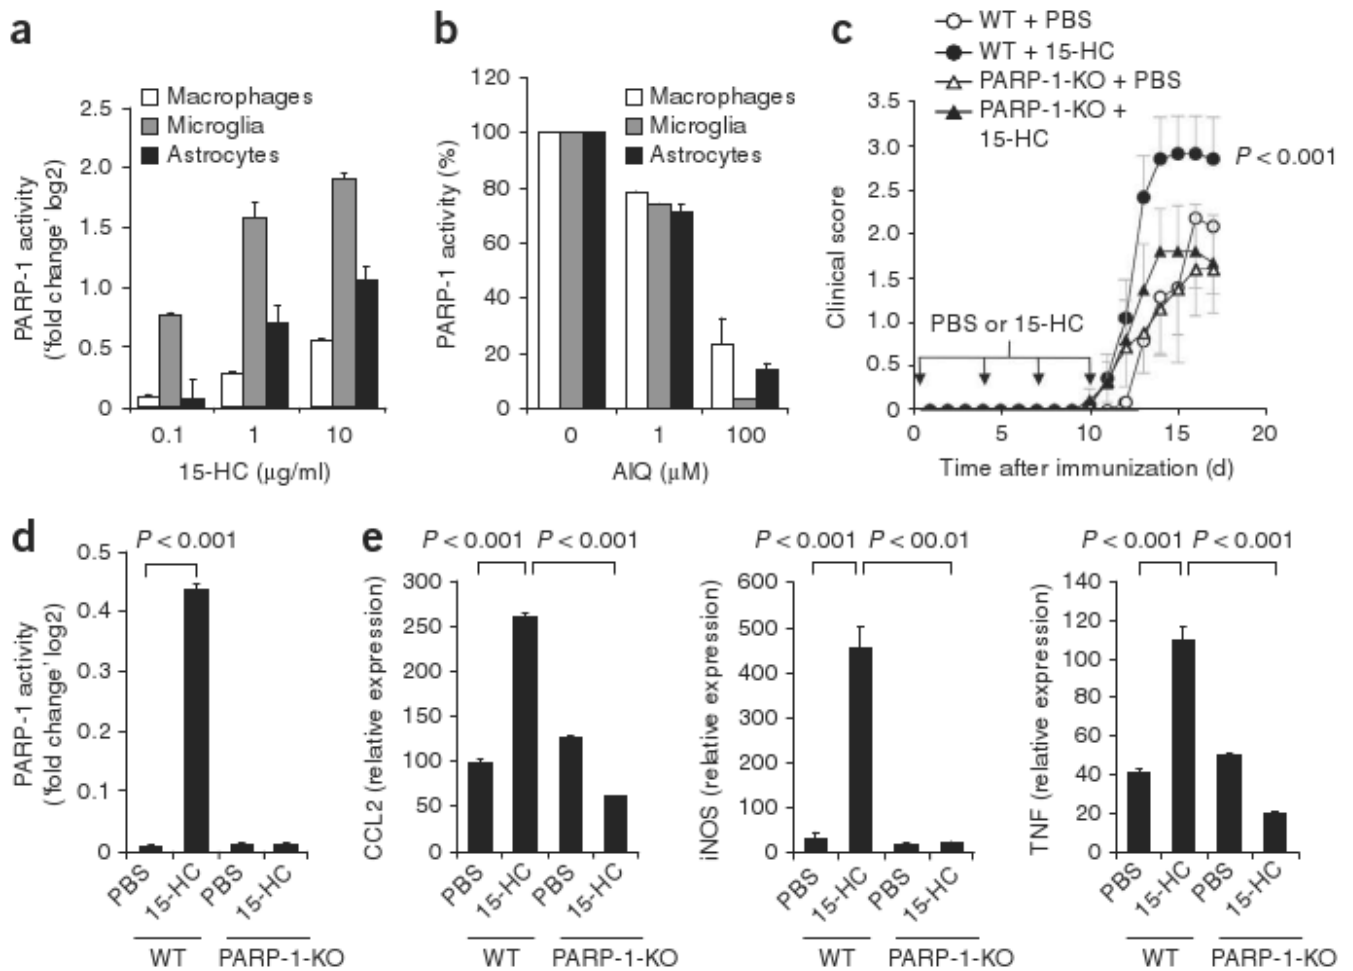 a
PARP-1 activity
(‘fold change’ log2)
2.5
2.0
1.5
1.0
0.5
0
Macrophages
Microglia
Astrocytes
0.1 1 10
15-HC (μg/ml)
b
PARP-1 activity (%)
120
100
80
60
40
20
0
Macrophages
Microglia
Astrocytes
0 1 100
AIQ (μM)
c
WT + PBS
WT + 15-HC
PARP-1-KO + PBS
PARP-1-KO +
15-HC
Clinical score
3.5
3.0
2.5
2.0
1.5
1.0
0.5
0
P < 0.001
PBS or 15-HC
0 5 10 15 20
Time after immunization (d)
d
P < 0.001
PARP-1 activity
(‘fold change’ log2)
0.5
0.4
0.3
0.2
0.1
0
PBS 15-HC PBS 15-HC
WT PARP-1-KO
e
P < 0.001 P < 0.001
CCL2 (relative expression)
300
250
200
150
100
50
0
PBS 15-HC PBS 15-HC
WT PARP-1-KO
P < 0.001 P < 00.01
iNOS (relative expression)
600
500
400
300
200
100
0
PBS 15-HC PBS 15-HC
WT PARP-1-KO
P < 0.001 P < 0.001
TNF (relative expression)
140
120
100
80
60
40
20
0
PBS 15-HC PBS 15-HC
WT PARP-1-KO